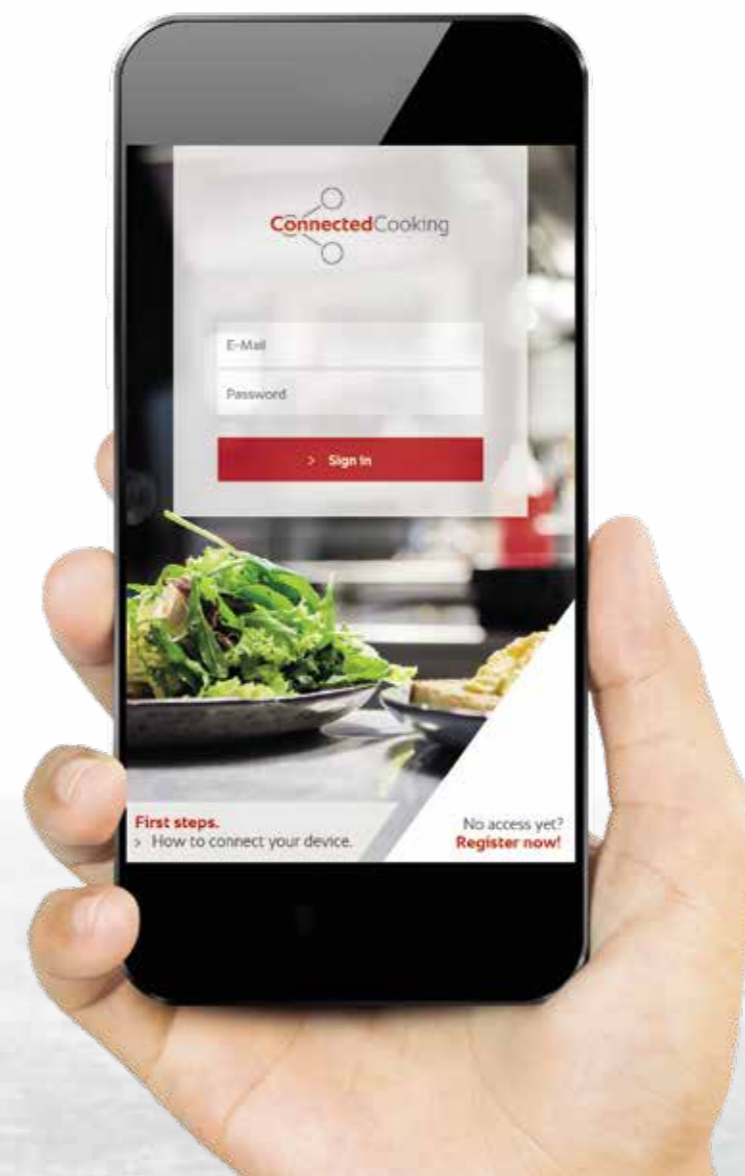 ConnectedCooking
E-Mail
Password
> Sign In
First steps.
> How to connect your device.
No access yet?
Register now!